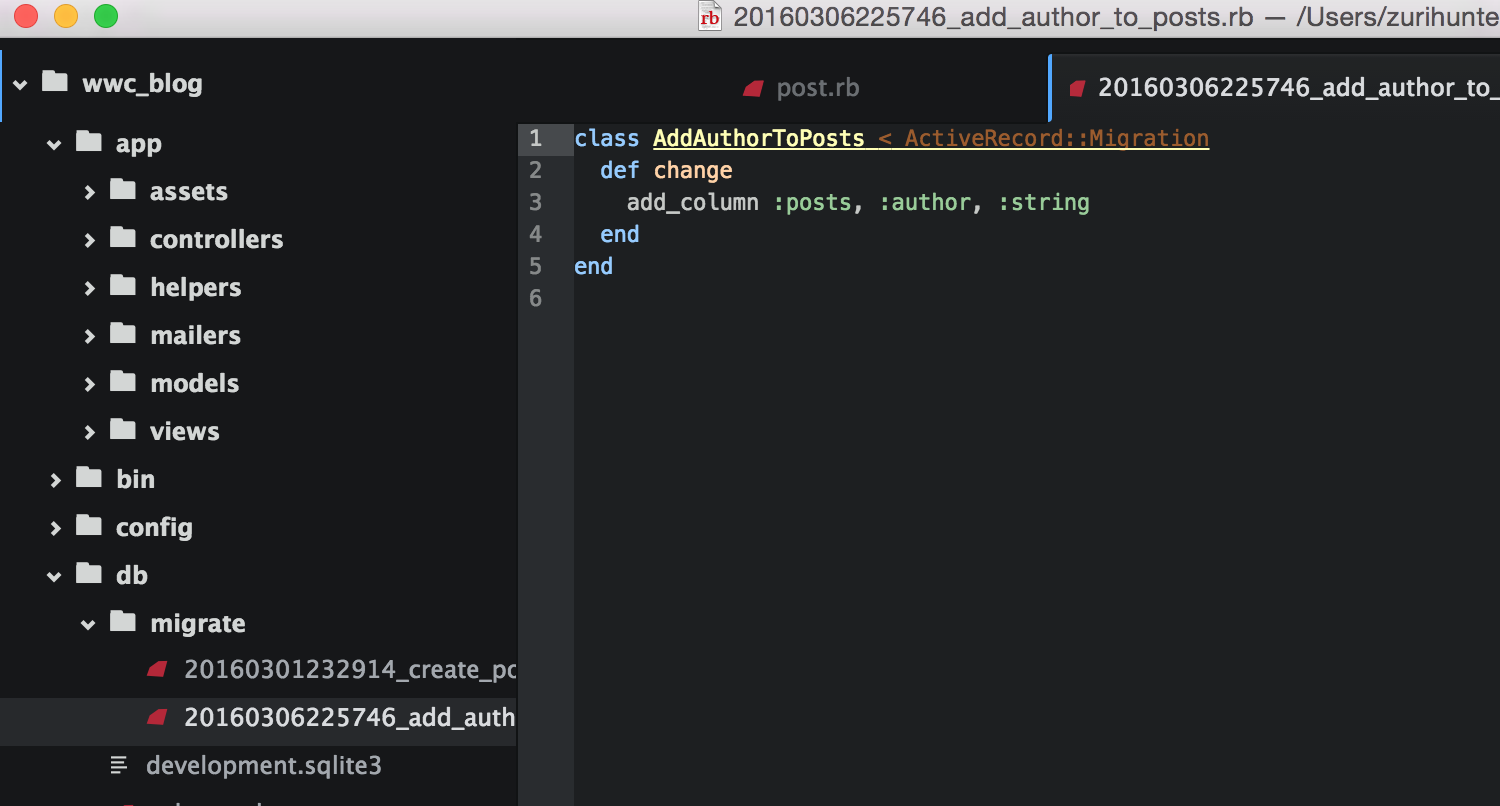 rb 20160306225746_add_author_to_posts.rb — /Users/zurihunte
wwc_blog
app
assets
controllers
helpers
mailers
models
views
bin
config
db
migrate
20160301232914_create_po
20160306225746_add_auth
development.sqlite3
post.rb
20160306225746_add_author_to_
1 class AddAuthorToPosts < ActiveRecord::Migration
2 def change
3 add_column :posts, :author, :string
4 end
5 end
6